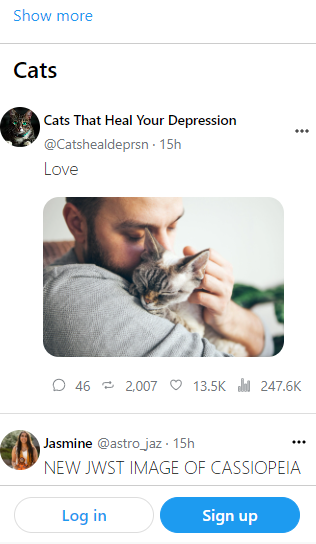 Show more
Cats
Cats That Heal Your Depression
@Catshealdeprsn · 15h
Love
46 2,007 13.5K 247.6K
Jasmine @astro_jaz · 15h
NEW JWST IMAGE OF CASSIOPEIA
Log in Sign up